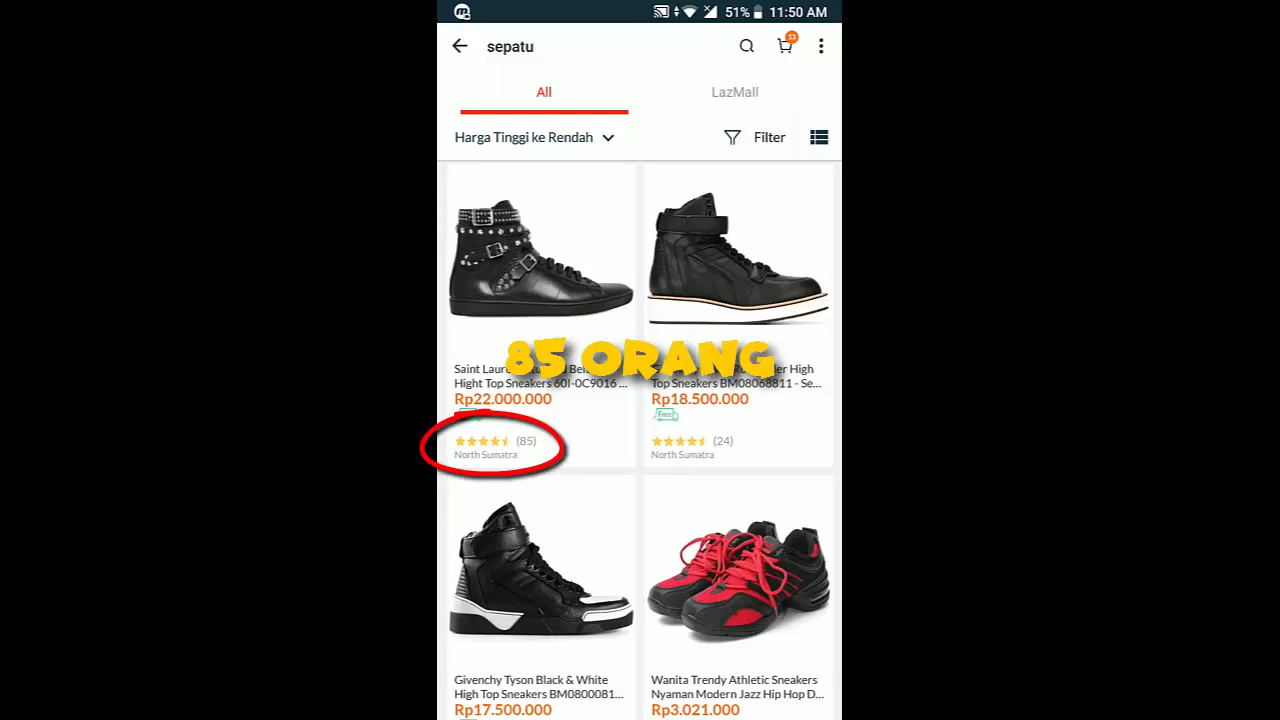 51% 11:50 AM
sepatu
13
All
LazMall
Harga Tinggi ke Rendah
Filter
85 ORANG
Saint
Hight Top Sneakers 60I-0C9016 ...
Rp22.000.000
(85)
North Sumatra
High
Top Sneakers BM08068811 - Se...
Rp18.500.000
Free
(24)
North Sumatra
Givenchy Tyson Black & White
High Top Sneakers BM0800081...
Rp17.500.000
Wanita Trendy Athletic Sneakers
Nyaman Modern Jazz Hip Hop D...
Rp3.021.000